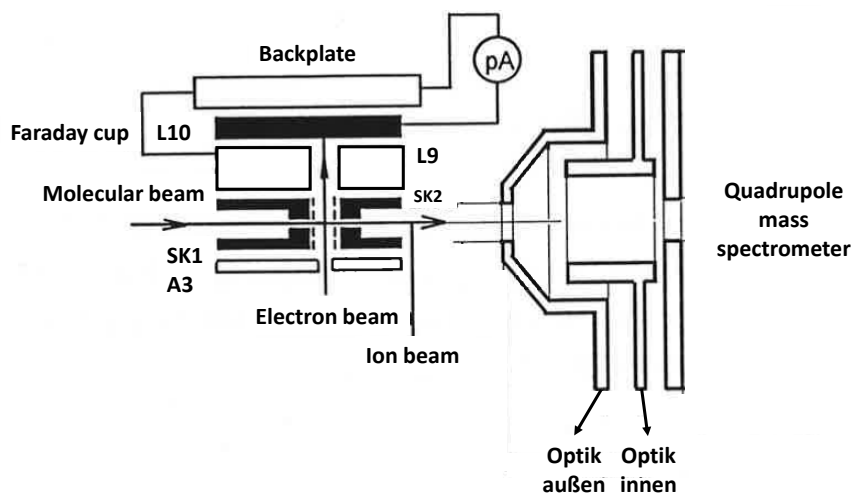 Backplate
pA
Faraday cup
L10
L9
Molecular beam
SK2
SK1
A3
Electron beam
Ion beam
Quadrupole
mass
spectrometer
Optik
außen
Optik
innen